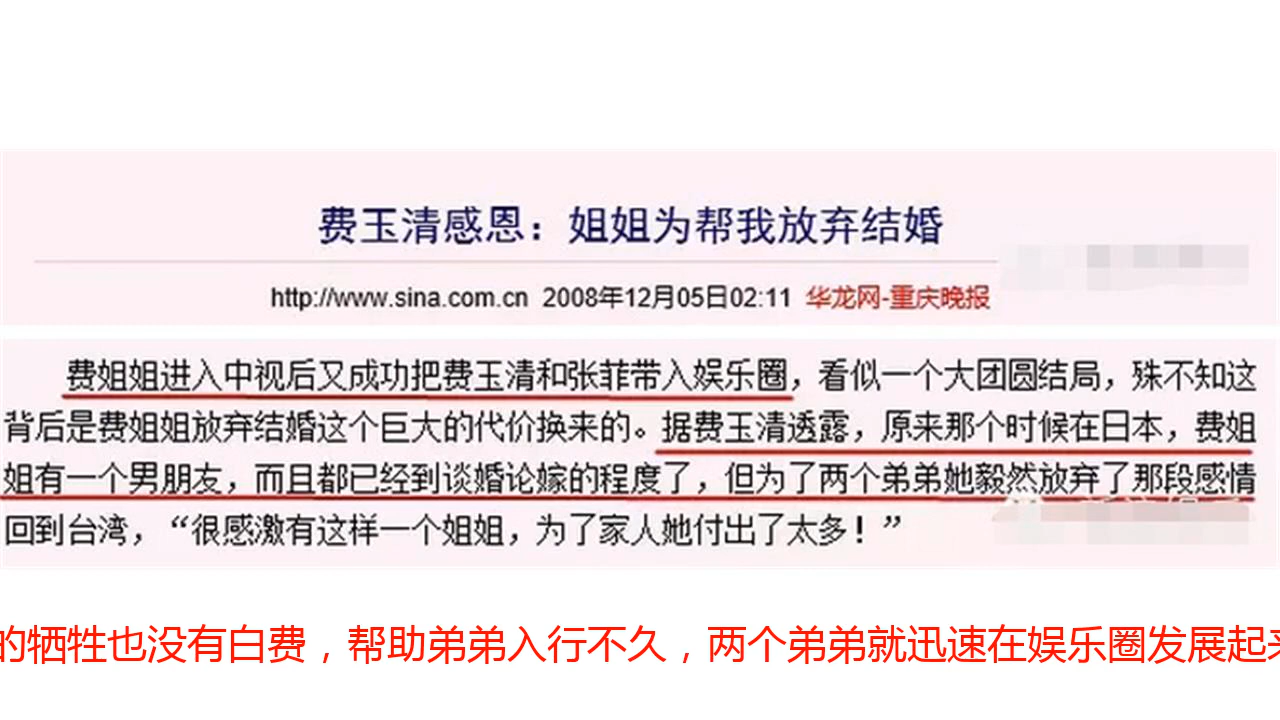 费玉清感恩：姐姐为帮我放弃结婚
http://www.sina.com.cn 2008年12月05日02:11 华龙网-重庆晚报
费姐姐进入中视后又成功把费玉清和张菲带入娱乐圈，看似一个大团圆结局，殊不知这
背后是费姐姐放弃结婚这个巨大的代价换来的。据费玉清透露，原来那个时候在日本，费姐
姐有一个男朋友，而且都已经到谈婚论嫁的程度了，但为了两个弟弟她毅然放弃了那段感情
回到台湾，“很感激有这样一个姐姐，为了家人她付出了太多！”
的牺牲也没有白费，帮助弟弟入行不久，两个弟弟就迅速在娱乐圈发展起来